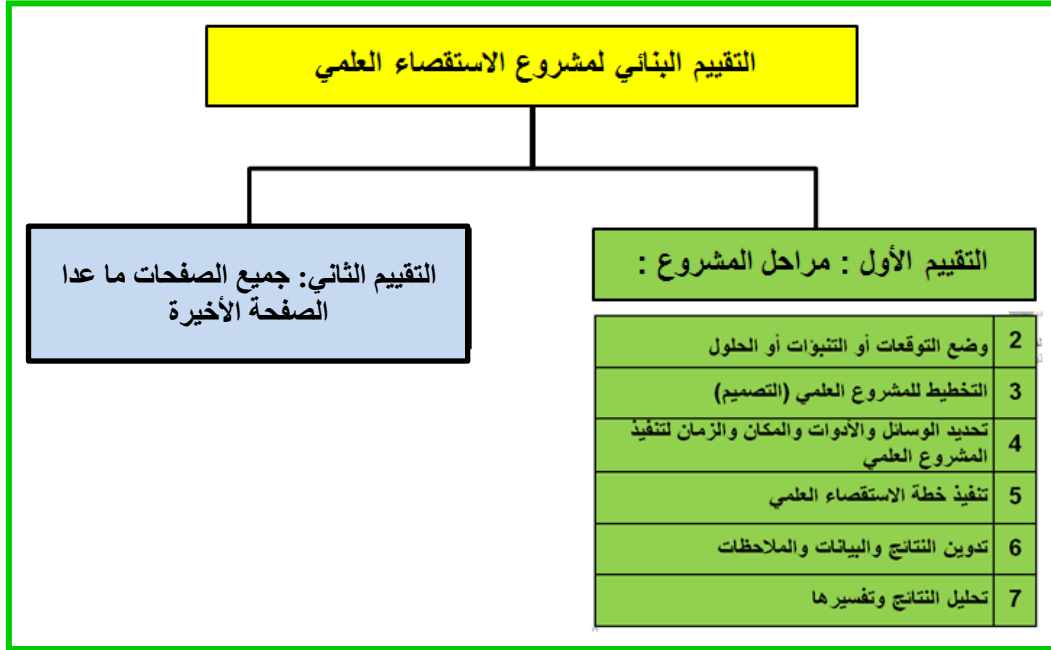 التقييم البنائي لمشروع الاستقصاء العلمي
التقييم الأول : مراحل المشروع :
2 وضع التوقعات أو التنبؤات أو الحلول
3 التخطيط للمشروع العلمي (التصميم)
تحديد الوسائل والأدوات والمكان والزمان لتنفيذ
4 المشروع العلمي
5 تنفيذ خطة الاستقصاء العلمي
6 تدوين النتائج والبيانات والملاحظات
7 تحليل النتائج وتفسيرها
التقييم الثاني: جميع الصفحات ما عدا
الصفحة الأخيرة